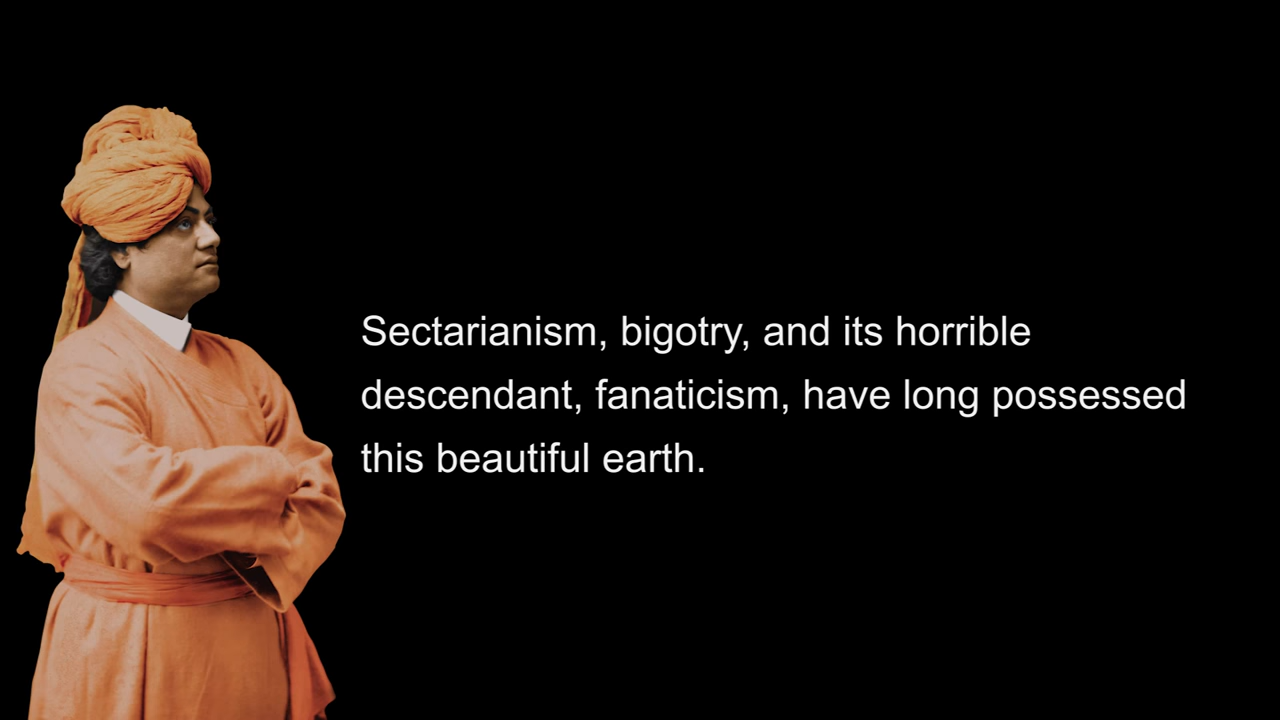 Sectarianism, bigotry, and its horrible
descendant, fanaticism, have long possessed
this beautiful earth.